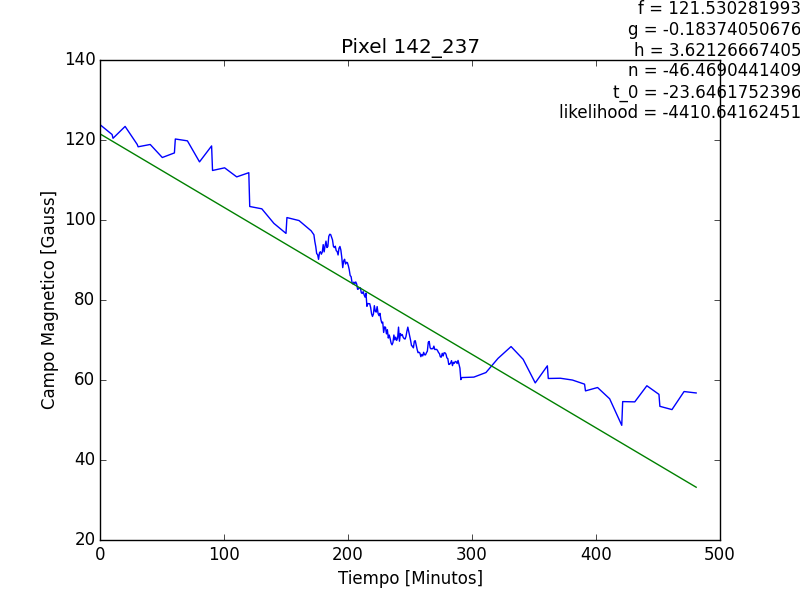 f = 121.530281993
g = -0.18374050676
h = 3.62126667405
n = -46.4690441409
t_0 = -23.6461752396
likelihood = -4410.64162451
Pixel 142_237
140
120
100
80
60
40
20
Campo Magnetico [Gauss]
0 100 200 300 400 500
Tiempo [Minutos]